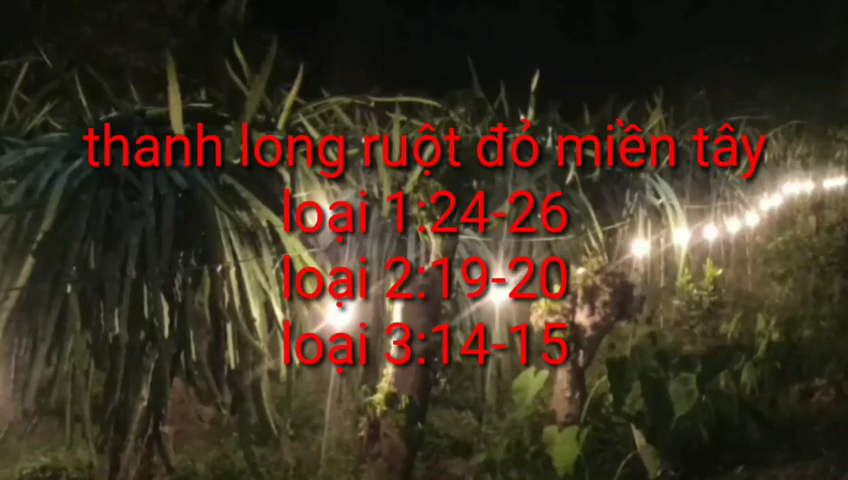 thanh long ruột đỏ miền tây
loại 1:24-26
loại 2:19-20
loại 3:14-15